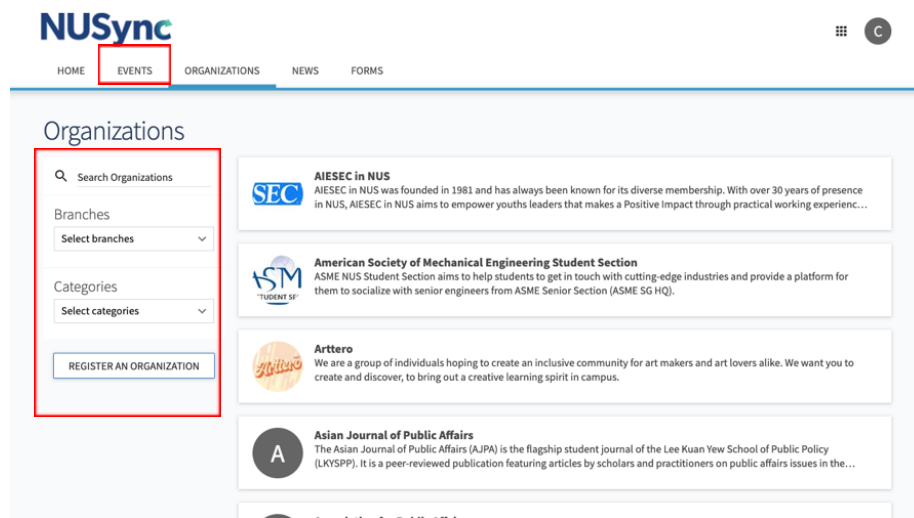 NUSync
C
HOME EVENTS ORGANIZATIONS NEWS FORMS
Organizations
Search Organizations
Branches
Select branches
Categories
Select categories
REGISTER AN ORGANIZATION
SEC
AIESEC in NUS
AIESEC in NUS was founded in 1981 and has always been known for its diverse membership. With over 30 years of presence
in NUS, AIESEC in NUS aims to empower youths leaders that makes a Positive Impact through practical working experienc...
ASM
TUDENT SE
American Society of Mechanical Engineering Student Section
ASME NUS Student Section aims to help students to get in touch with cutting-edge industries and provide a platform for
them to socialize with senior engineers from ASME Senior Section (ASME SG HQ).
Arttero
Arttero
We are a group of individuals hoping to create an inclusive community for art makers and art lovers alike. We want you to
create and discover, to bring out a creative learning spirit in campus.
A
Asian Journal of Public Affairs
The Asian Journal of Public Affairs (AJPA) is the flagship student journal of the Lee Kuan Yew School of Public Policy
(LKYSPP). It is a peer-reviewed publication featuring articles by scholars and practitioners on public affairs issues in the...